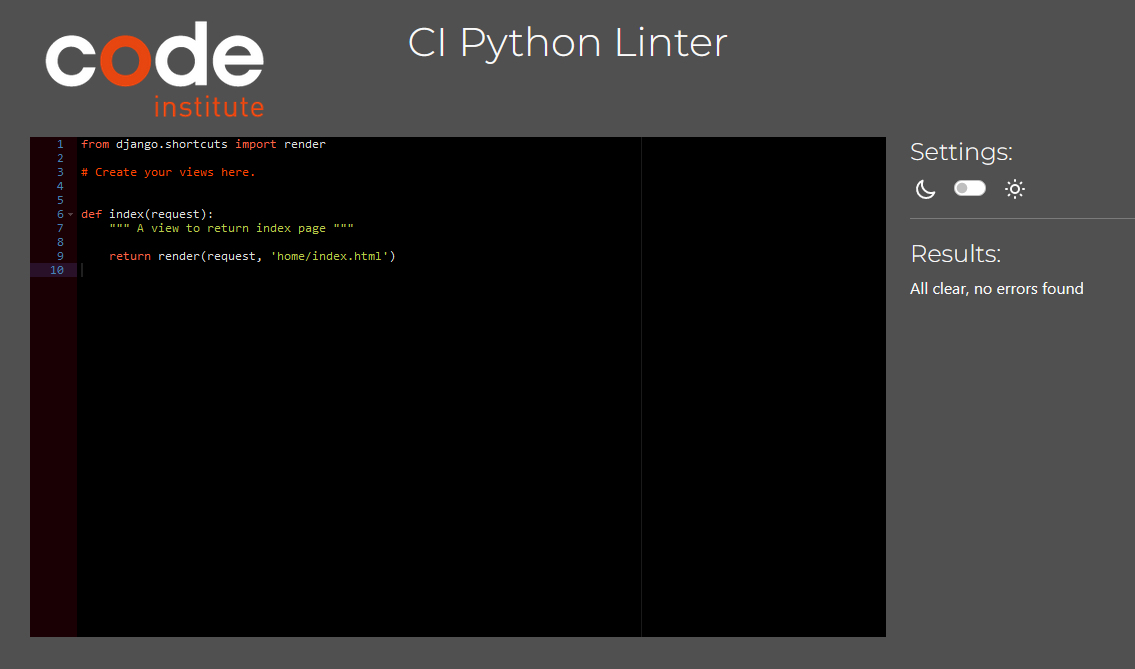 code
institute
CI Python Linter
1 from django.shortcuts import render
2
3 # Create your views here.
4
5
6 def index(request):
7     """ A view to return index page """
8
9     return render(request, 'home/index.html')
10
Settings:
Results:
All clear, no errors found